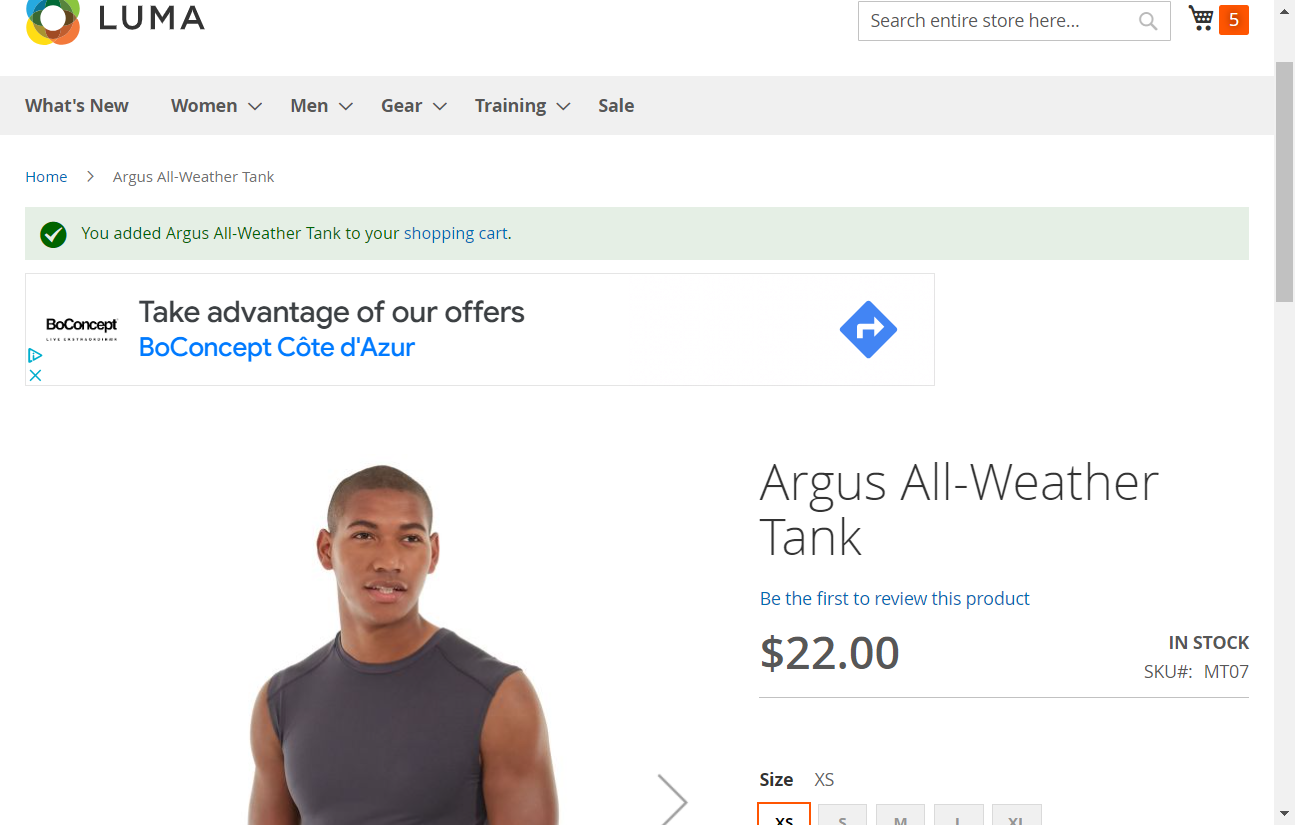 LUMA
Search entire store here...
5
What's New
Women
Men
Gear
Training
Sale
Home
Argus All-Weather Tank
You added Argus All-Weather Tank to your shopping cart.
BoConcept
Take advantage of our offers
BoConcept Côte d'Azur
Argus All-Weather
Tank
Be the first to review this product
$22.00
IN STOCK
SKU#: MT07
Size XS
XS S M L XL